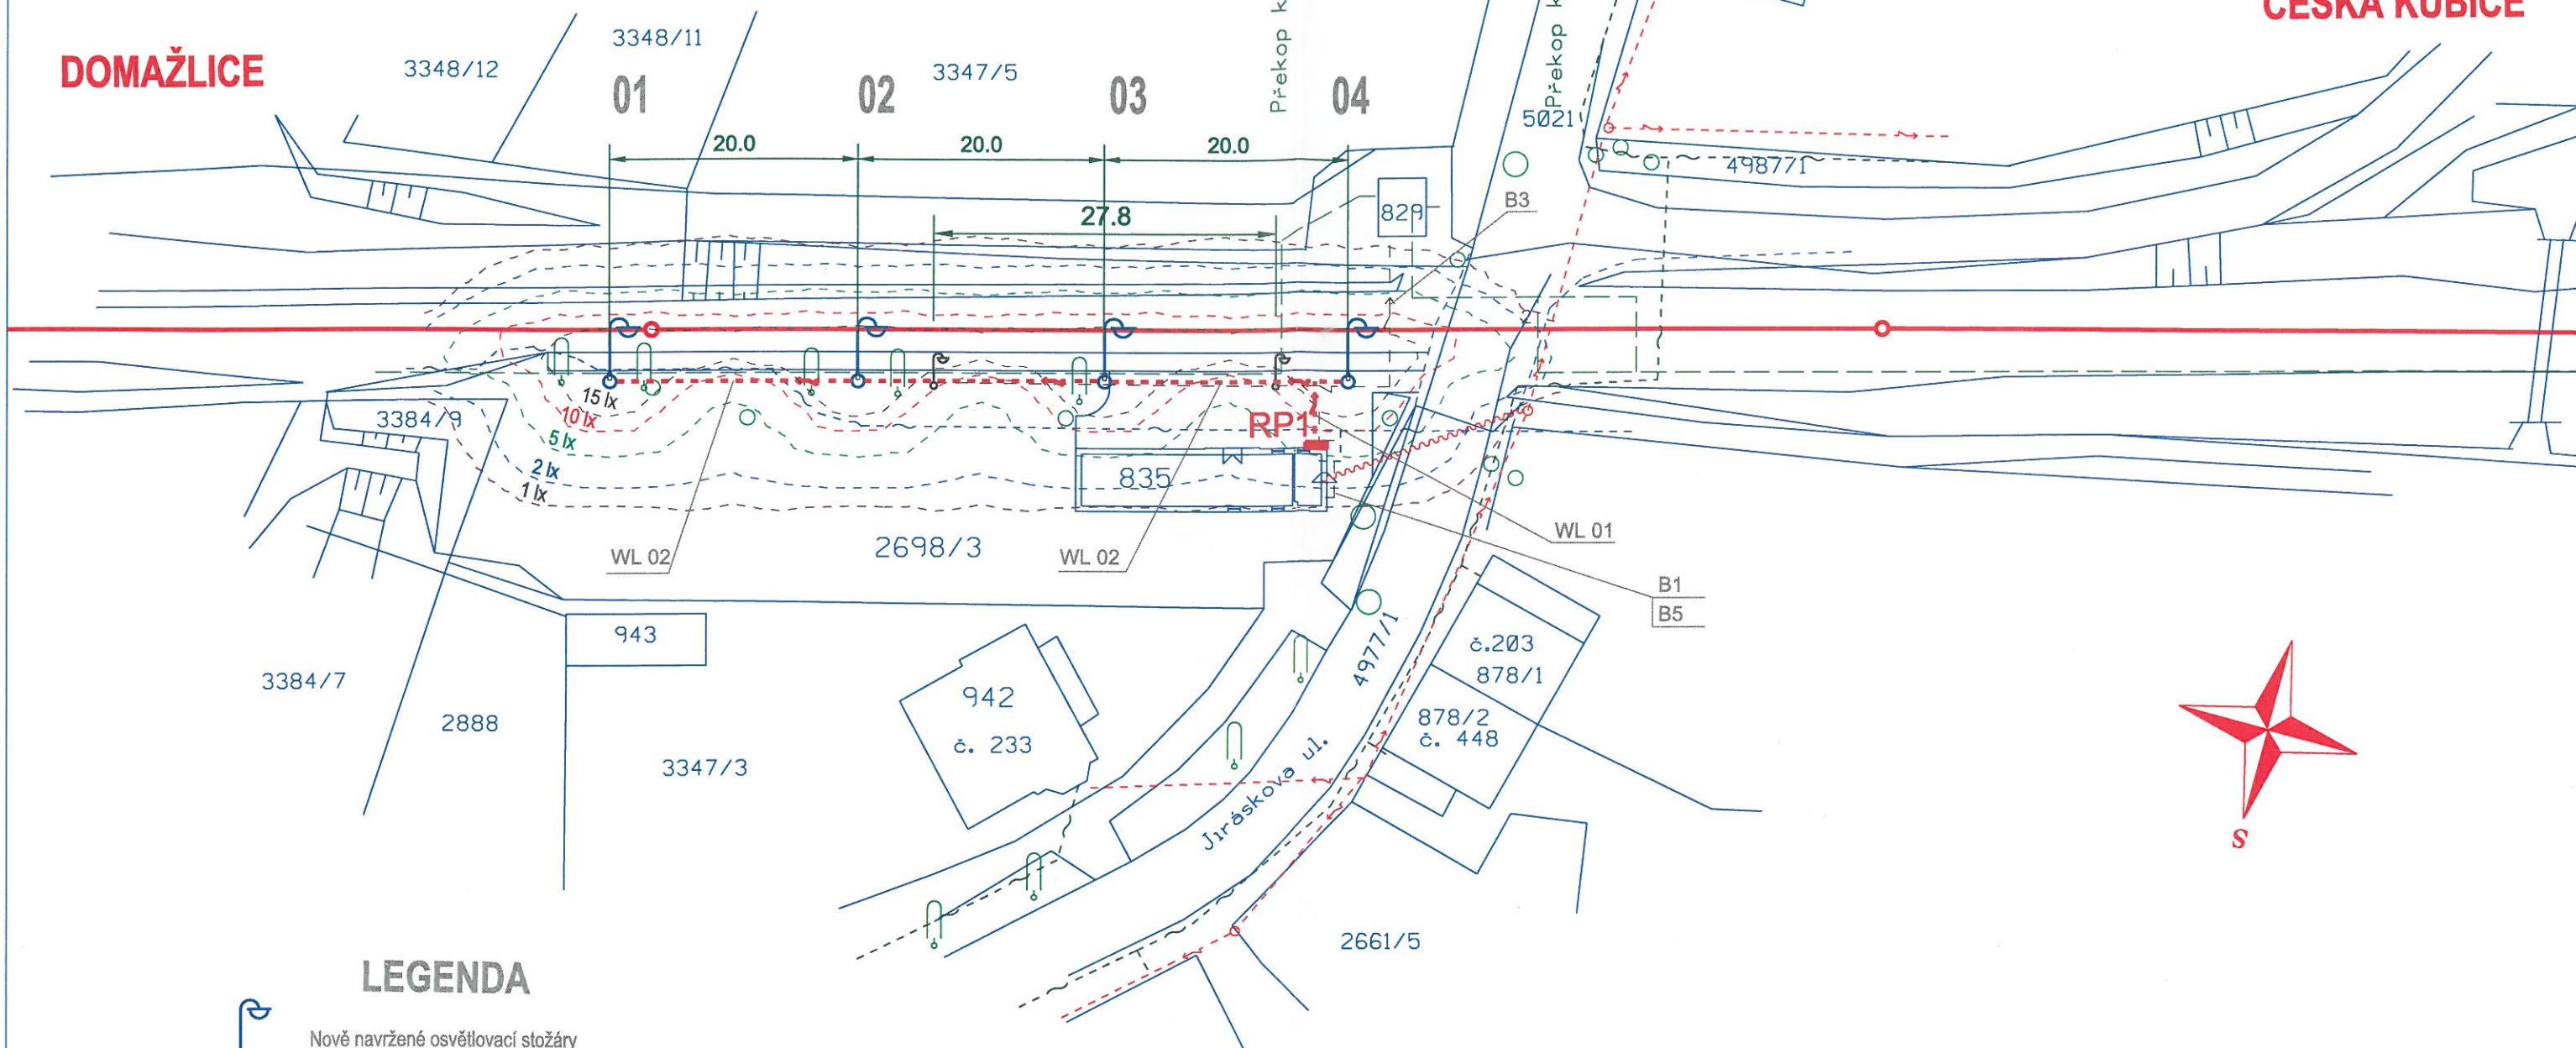 ČESKÁ KUBICE
DOMAŽLICE
3348/12
3348/11
3347/5
01
02
03
04
Překop k
Překop k
5021
4987/1
20.0
20.0
20.0
27.8
829
B3
15 lx
10 lx
5 lx
2 lx
1 lx
3384/9
RP1
835
WL 02
2698/3
WL 02
WL 01
B1
B5
943
3384/7
2888
3347/3
942
č. 233
4977/1
č.203
878/1
878/2
č. 448
Jiráskova ul.
2661/5
S
LEGENDA
Nově navržené osvětlovací stožáry